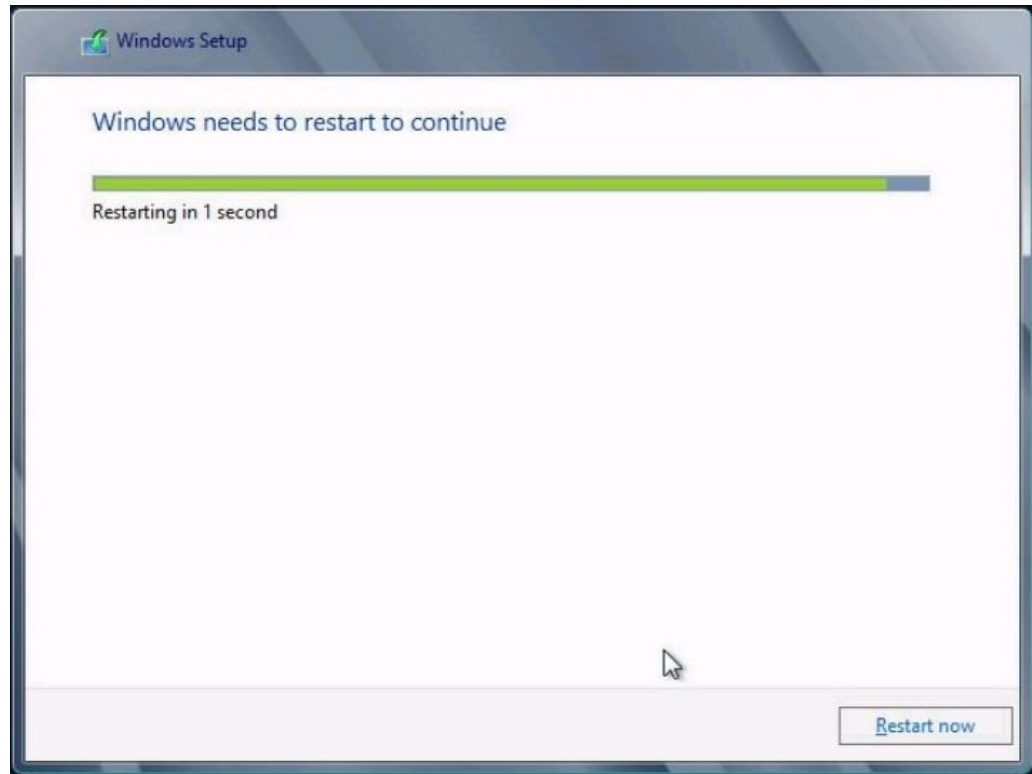 Windows Setup
Windows needs to restart to continue
Restarting in 1 second
Restart now